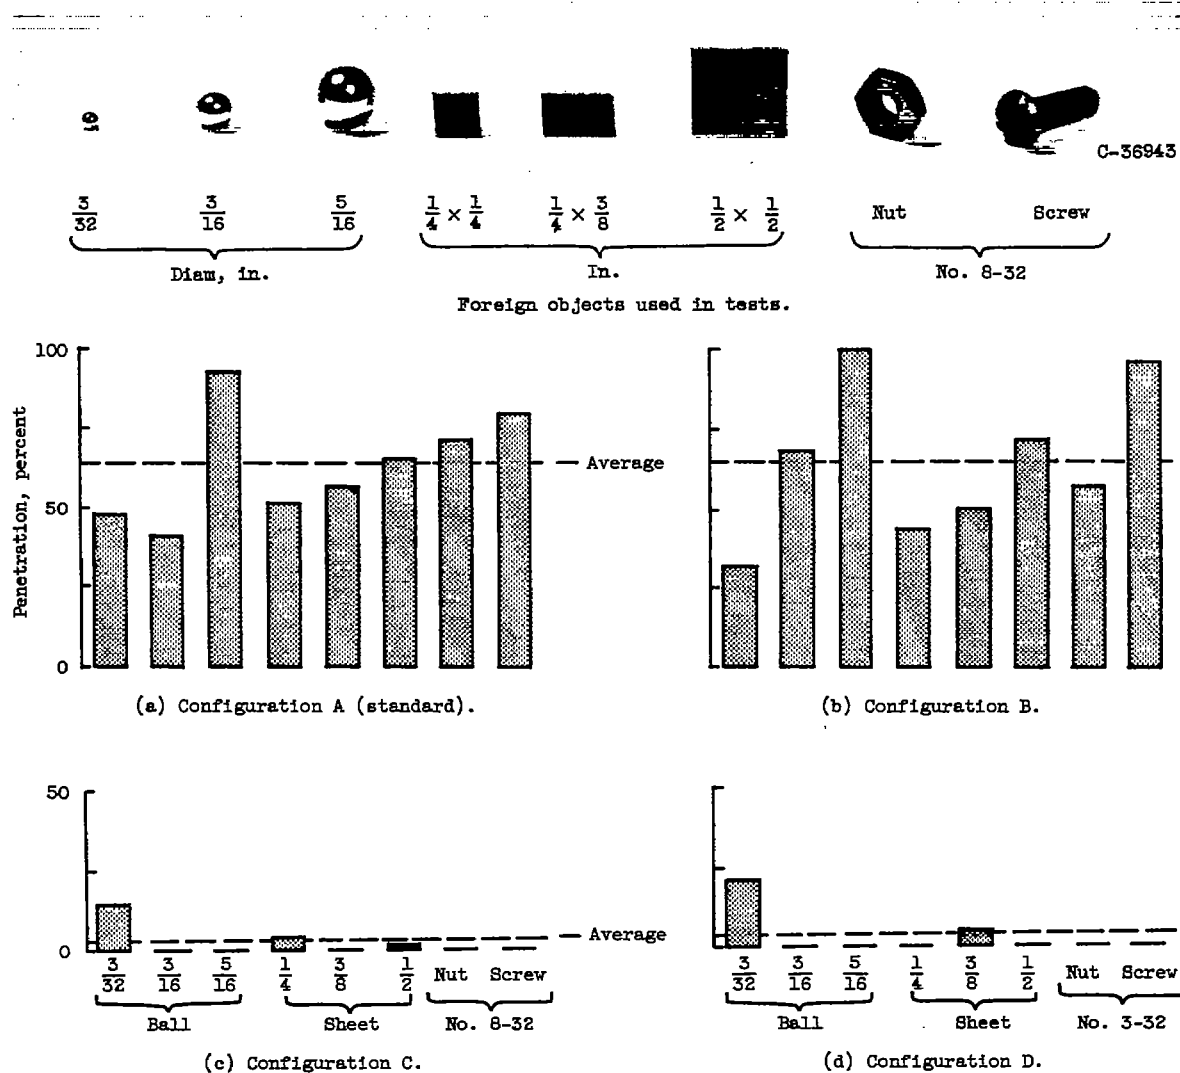 C-36943
3/32 3/16 5/16 1/4 × 1/4 1/4 × 3/8 1/2 × 1/2 Nut Screw
Diam, in. In. No. 8-32
Foreign objects used in tests.
Penetration, percent
100
50
0
Average
(a) Configuration A (standard).
(b) Configuration B.
50
0
Average
3/32 3/16 5/16 1/4 3/8 1/2 Nut Screw
Ball Sheet No. 8-32
(c) Configuration C.
3/32 3/16 5/16 1/4 3/8 1/2 Nut Screw
Ball Sheet No. 3-32
(d) Configuration D.